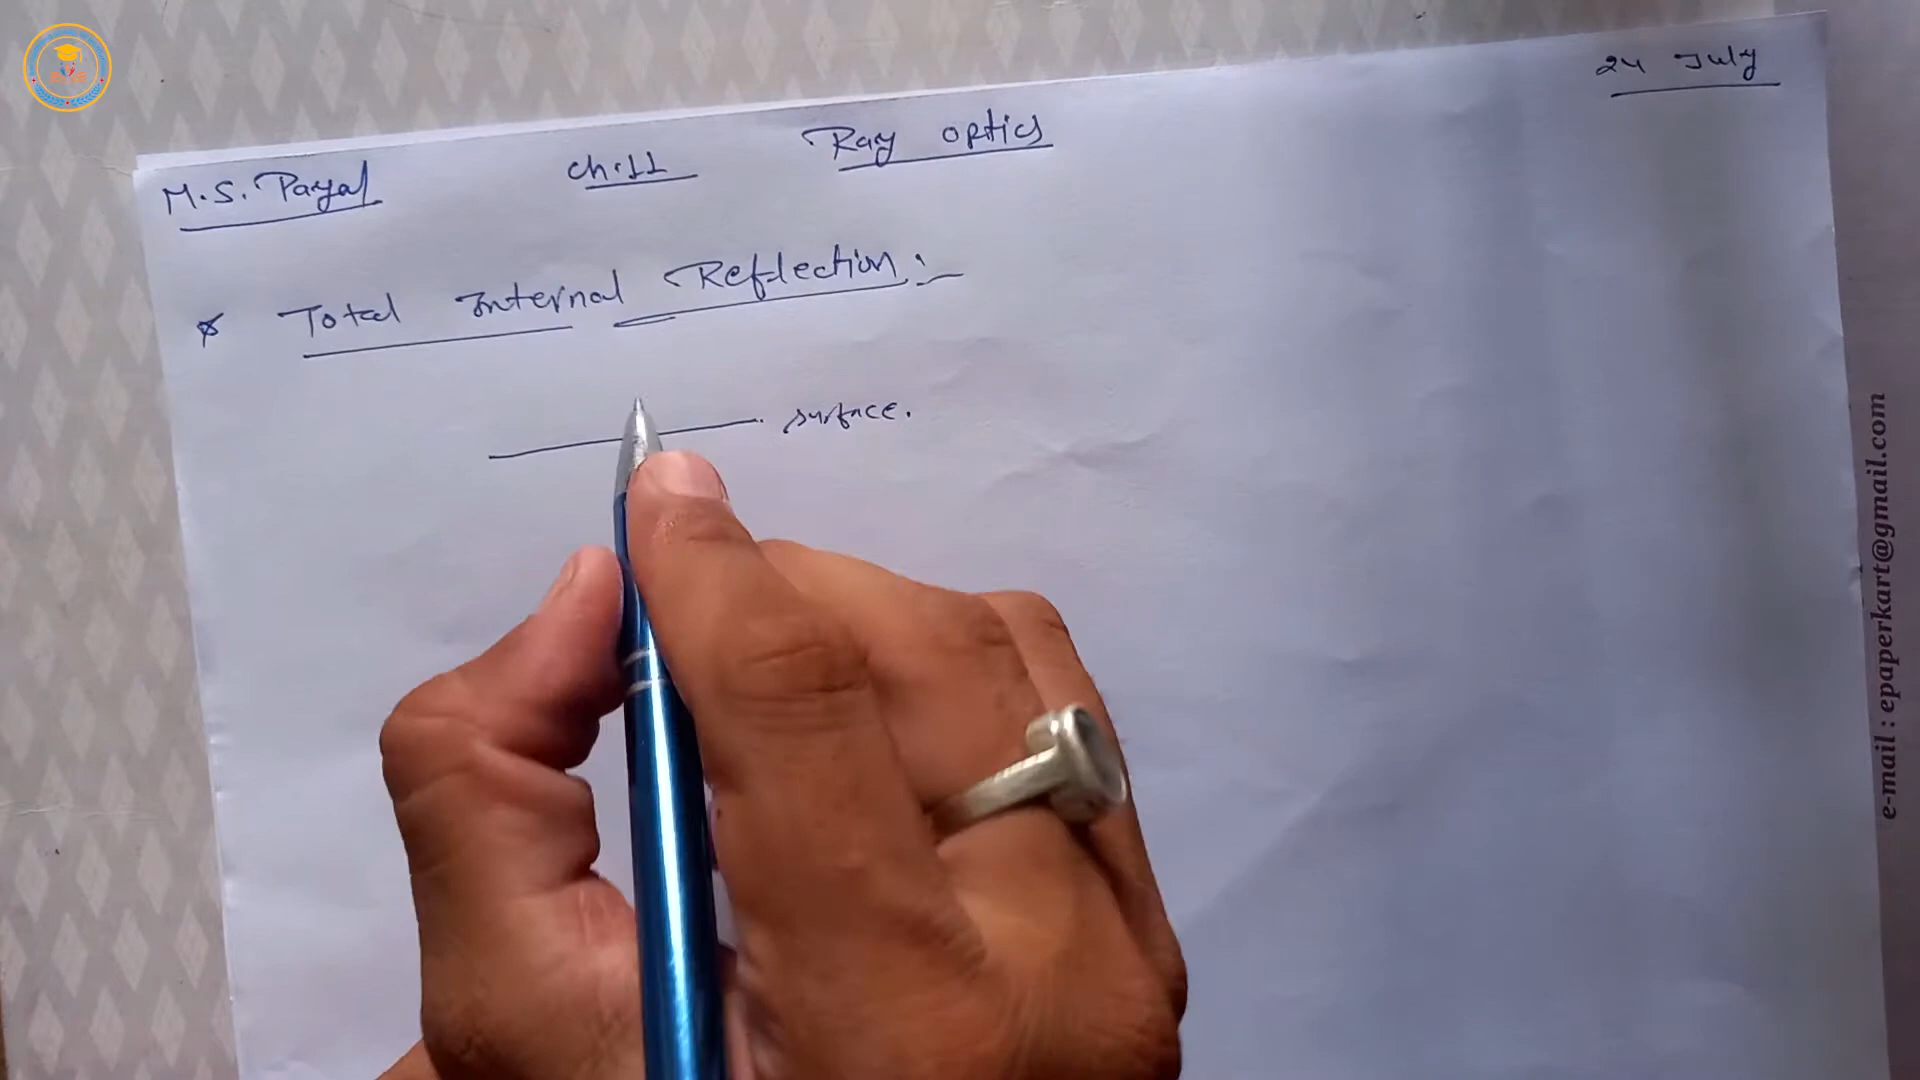 24 July
M.S. Payal Ch.11 Ray optics
* Total Internal Reflection :-
surface.
e-mail : epaperkart@gmail.com